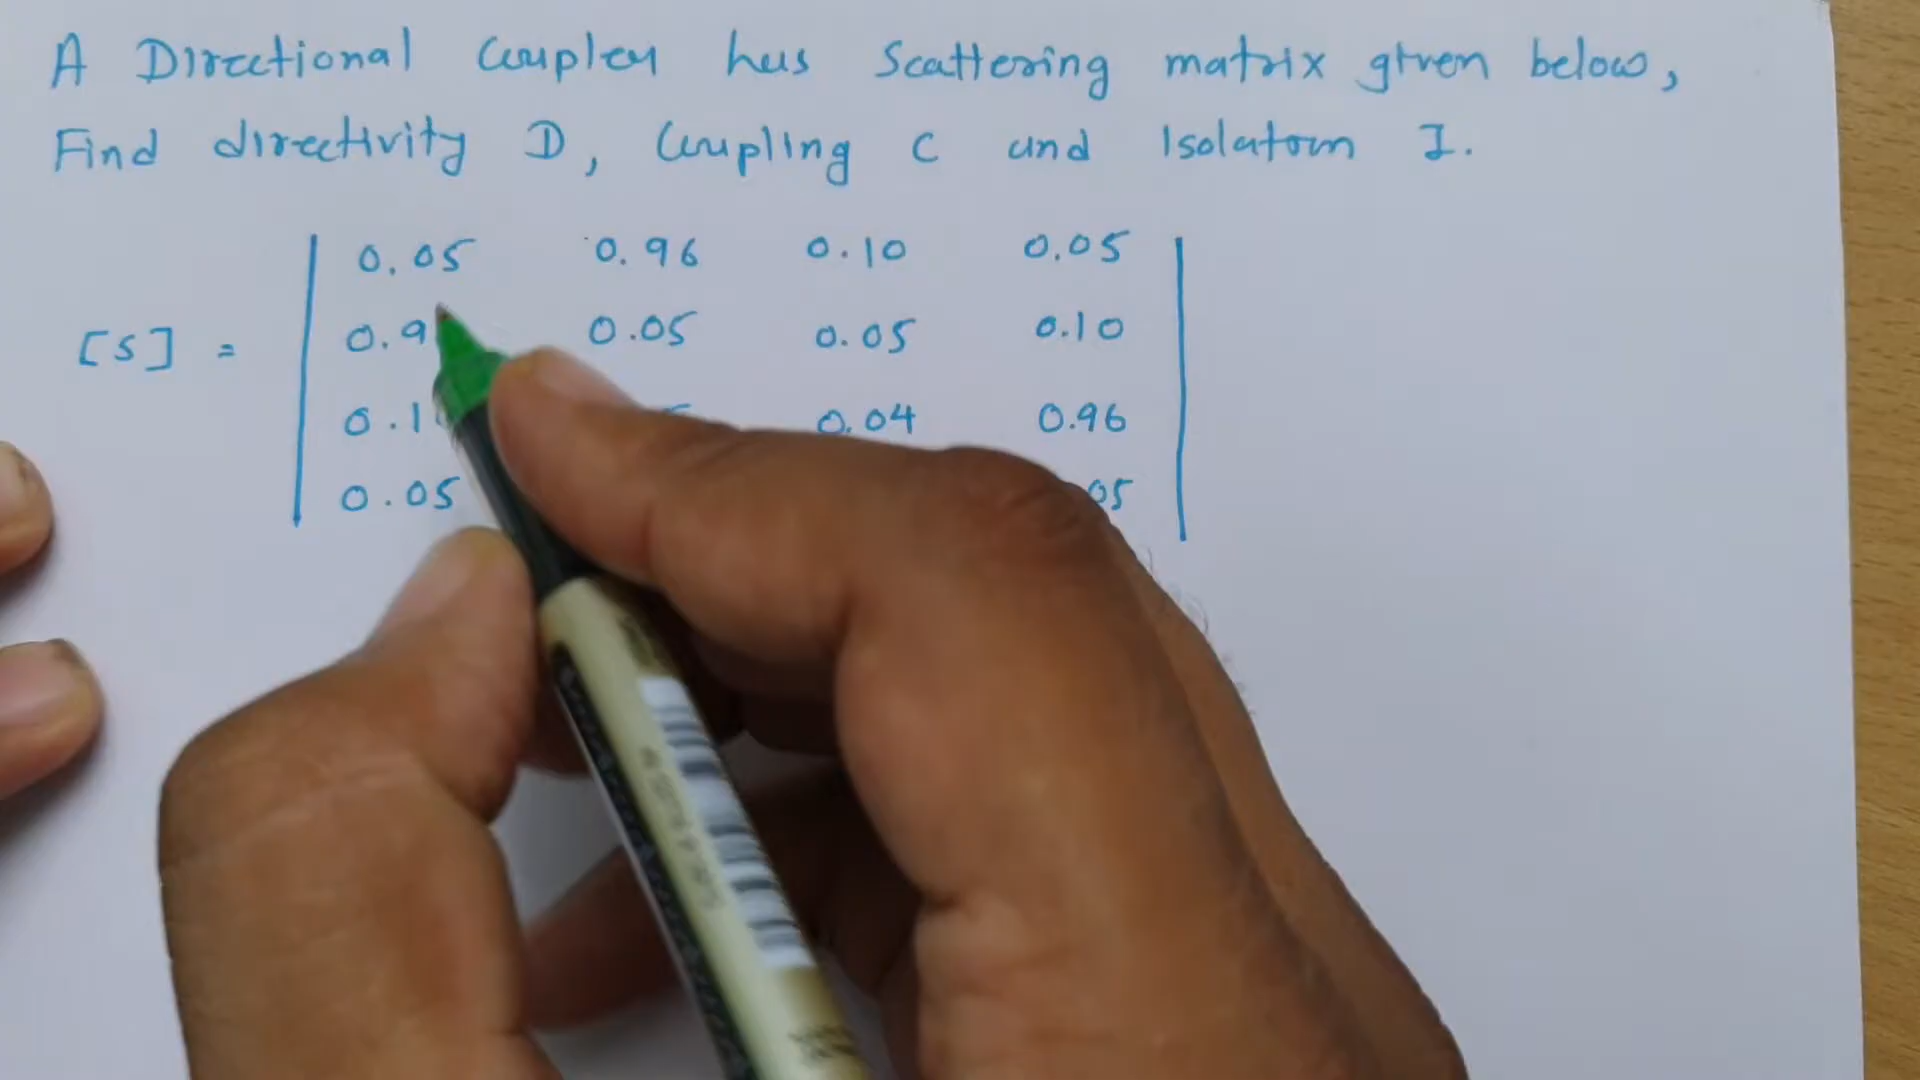 A Directional Coupler has Scattering matrix given below,
Find directivity D, Coupling C and Isolation I.
0.05 0.96 0.10 0.05
0.9 0.05 0.05 0.10
[S] =
0.1 0.04 0.96
0.05 05